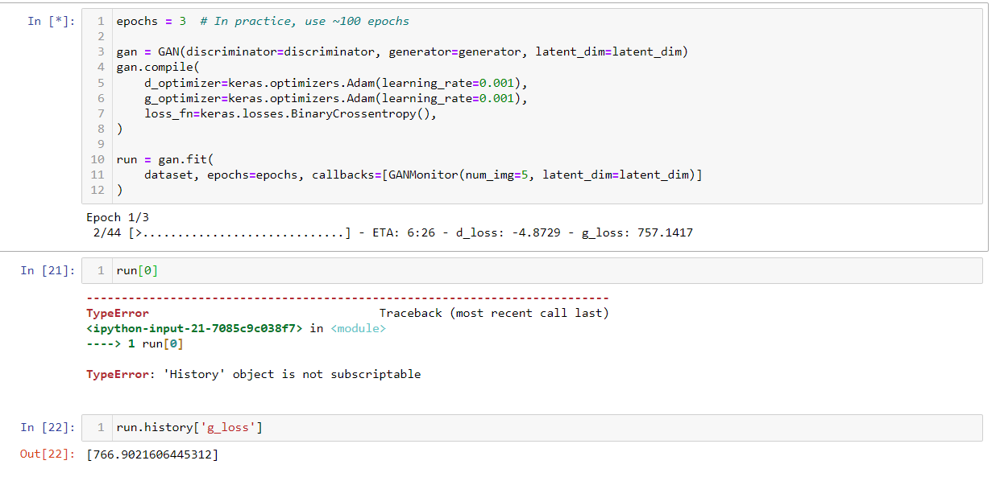 In [*]:
1 epochs = 3  # In practice, use ~100 epochs
2
3 gan = GAN(discriminator=discriminator, generator=generator, latent_dim=latent_dim)
4 gan.compile(
5     d_optimizer=keras.optimizers.Adam(learning_rate=0.001),
6     g_optimizer=keras.optimizers.Adam(learning_rate=0.001),
7     loss_fn=keras.losses.BinaryCrossentropy(),
8 )
9
10 run = gan.fit(
11     dataset, epochs=epochs, callbacks=[GANMonitor(num_img=5, latent_dim=latent_dim)]
12 )
Epoch 1/3
 2/44 [>.............................] - ETA: 6:26 - d_loss: -4.8729 - g_loss: 757.1417
In [21]:
1 run[0]
---------------------------------------------------------------------------
TypeError                                 Traceback (most recent call last)
<ipython-input-21-7085c9c038f7> in <module>
----> 1 run[0]

TypeError: 'History' object is not subscriptable
In [22]:
1 run.history['g_loss']
Out[22]: [766.9021606445312]